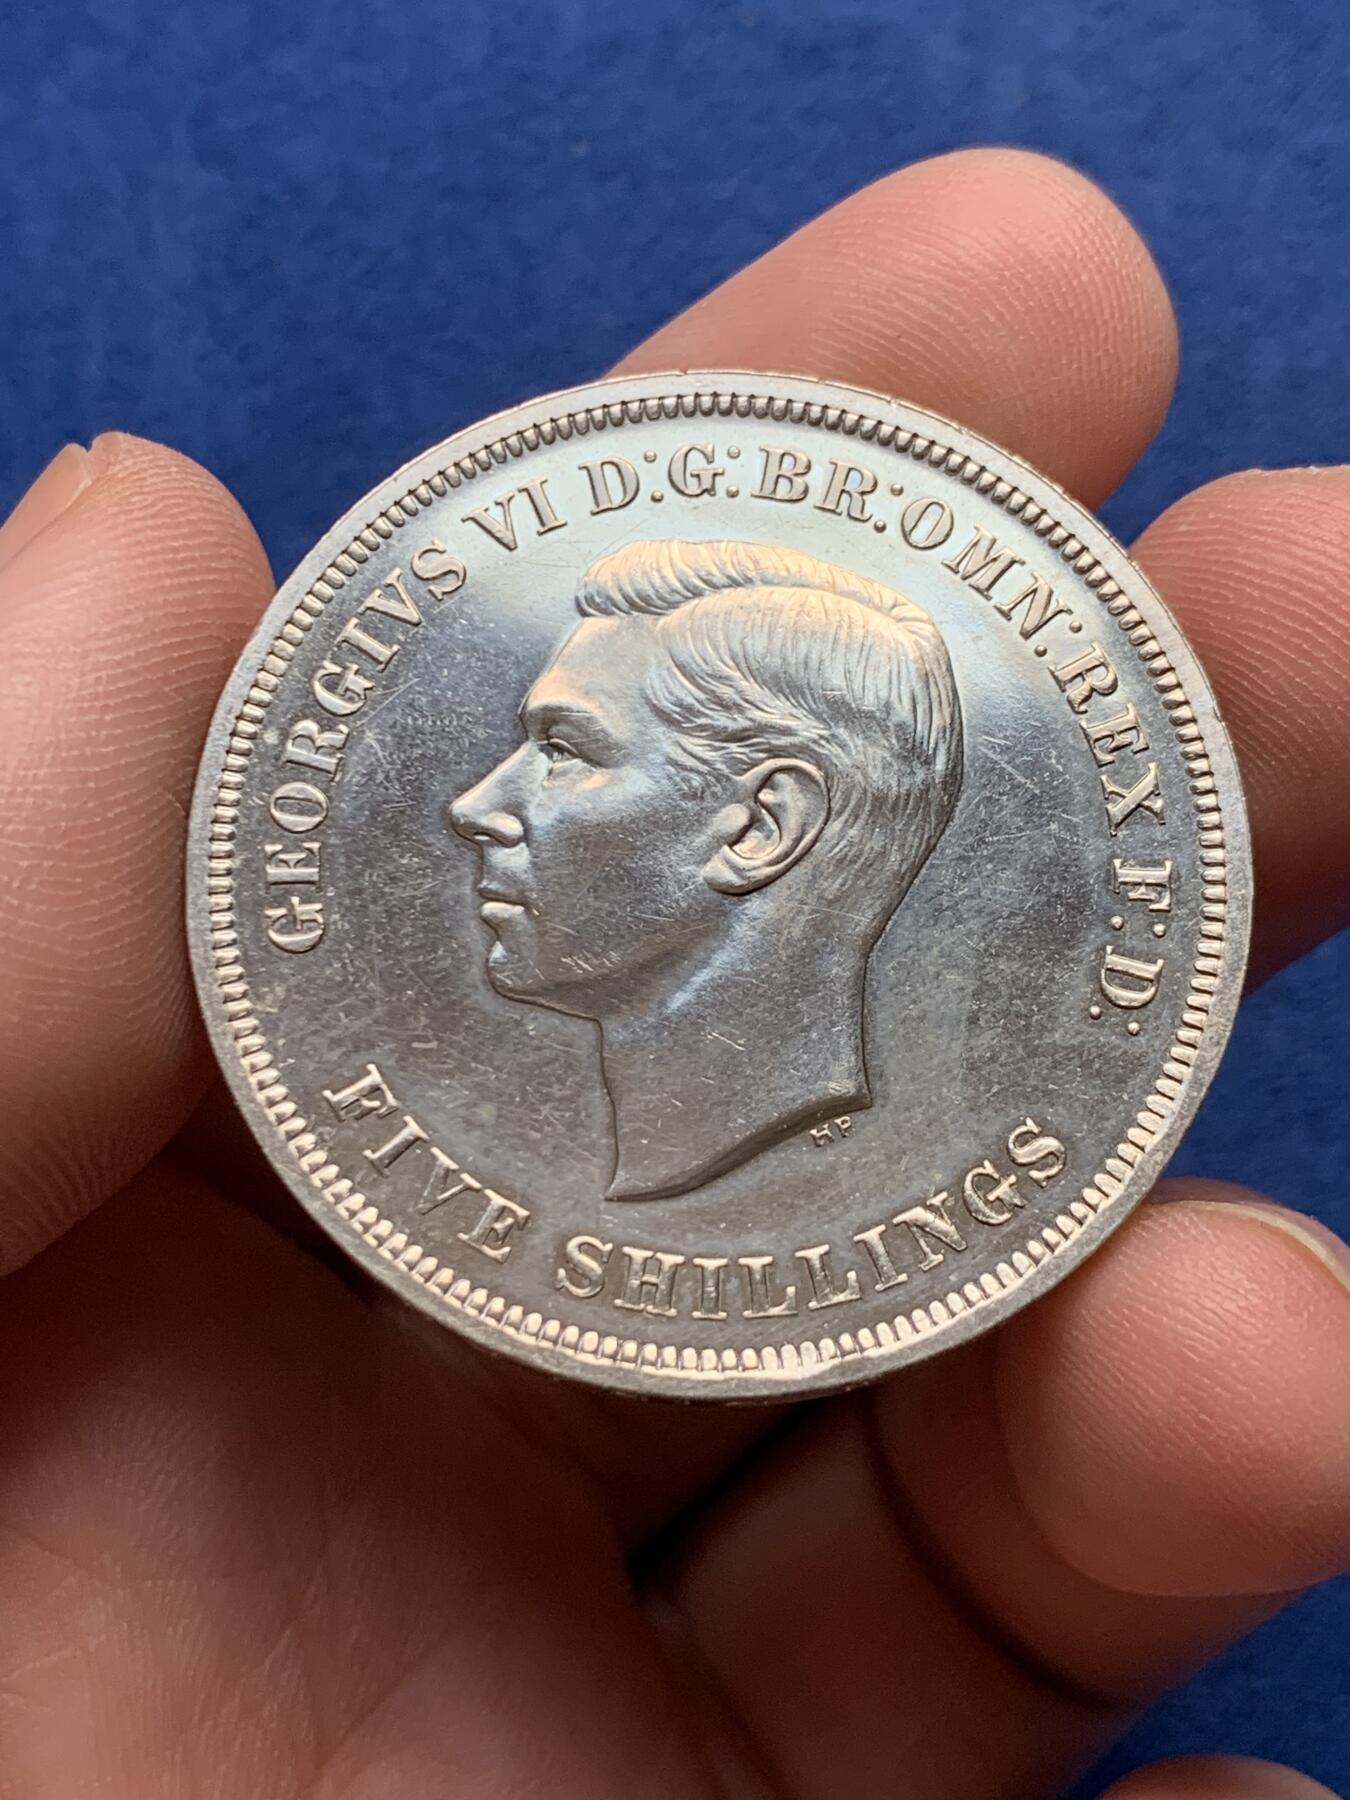 GEORGIVS VI D:G:BR:OMN:REX F:D:
HP
FIVE SHILLINGS